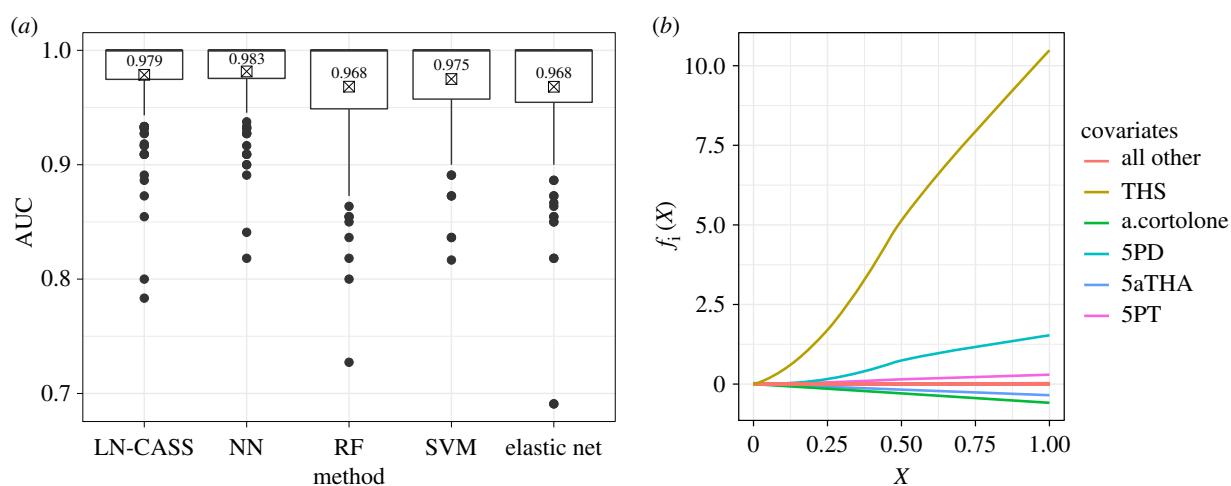 (a)
1.0
0.9
0.8
0.7
AUC
0.979
0.983
0.968
0.975
0.968
LN-CASS NN RF SVM elastic net
method
(b)
10.0
7.5
5.0
2.5
0
fi (X)
0 0.25 0.50 0.75 1.00
X
covariates
all other
THS
a.cortolone
5PD
5aTHA
5PT